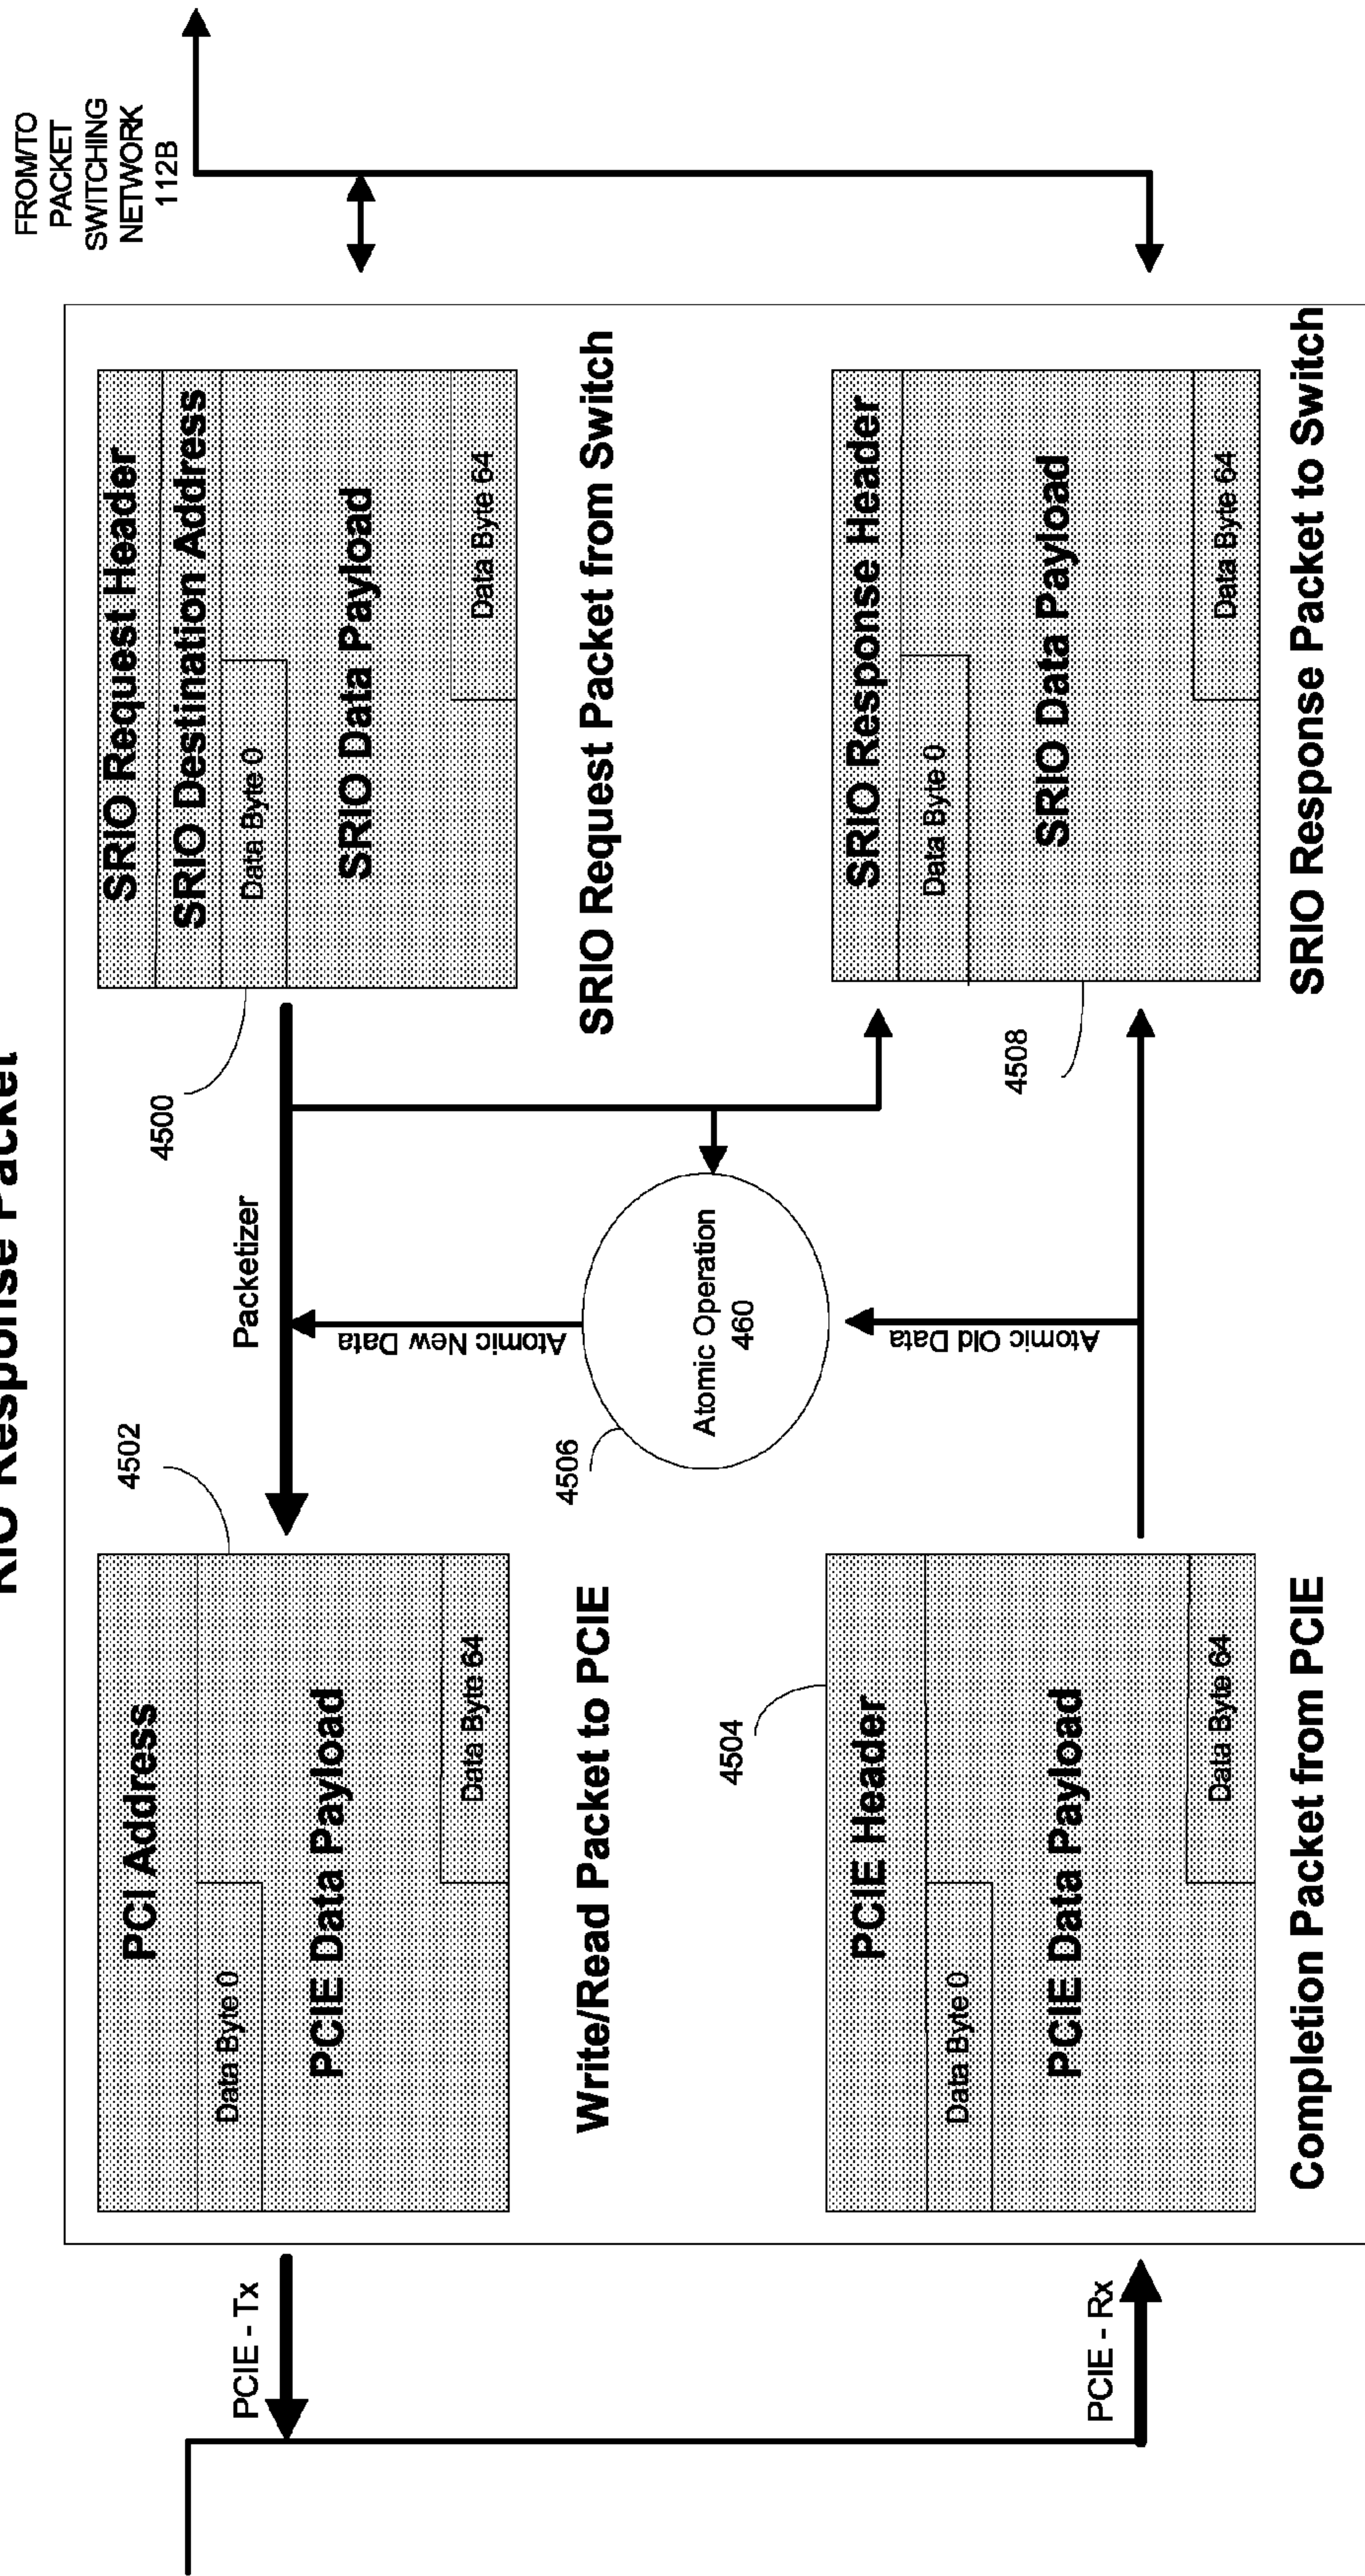 RIO Response Packet
FROM/TO
PACKET
SWITCHING
NETWORK
112B
PCIE - Tx
PCI Address
Data Byte 0
PCIE Data Payload
Data Byte 64
Write/Read Packet to PCIE
4502
Packetizer
4500
SRIO Request Header
SRIO Destination Address
Data Byte 0
SRIO Data Payload
Data Byte 64
SRIO Request Packet from Switch
Atomic New Data
4506
Atomic Operation
460
Atomic Old Data
PCIE - Rx
4504
PCIE Header
Data Byte 0
PCIE Data Payload
Data Byte 64
Completion Packet from PCIE
4508
SRIO Response Header
Data Byte 0
SRIO Data Payload
Data Byte 64
SRIO Response Packet to Switch